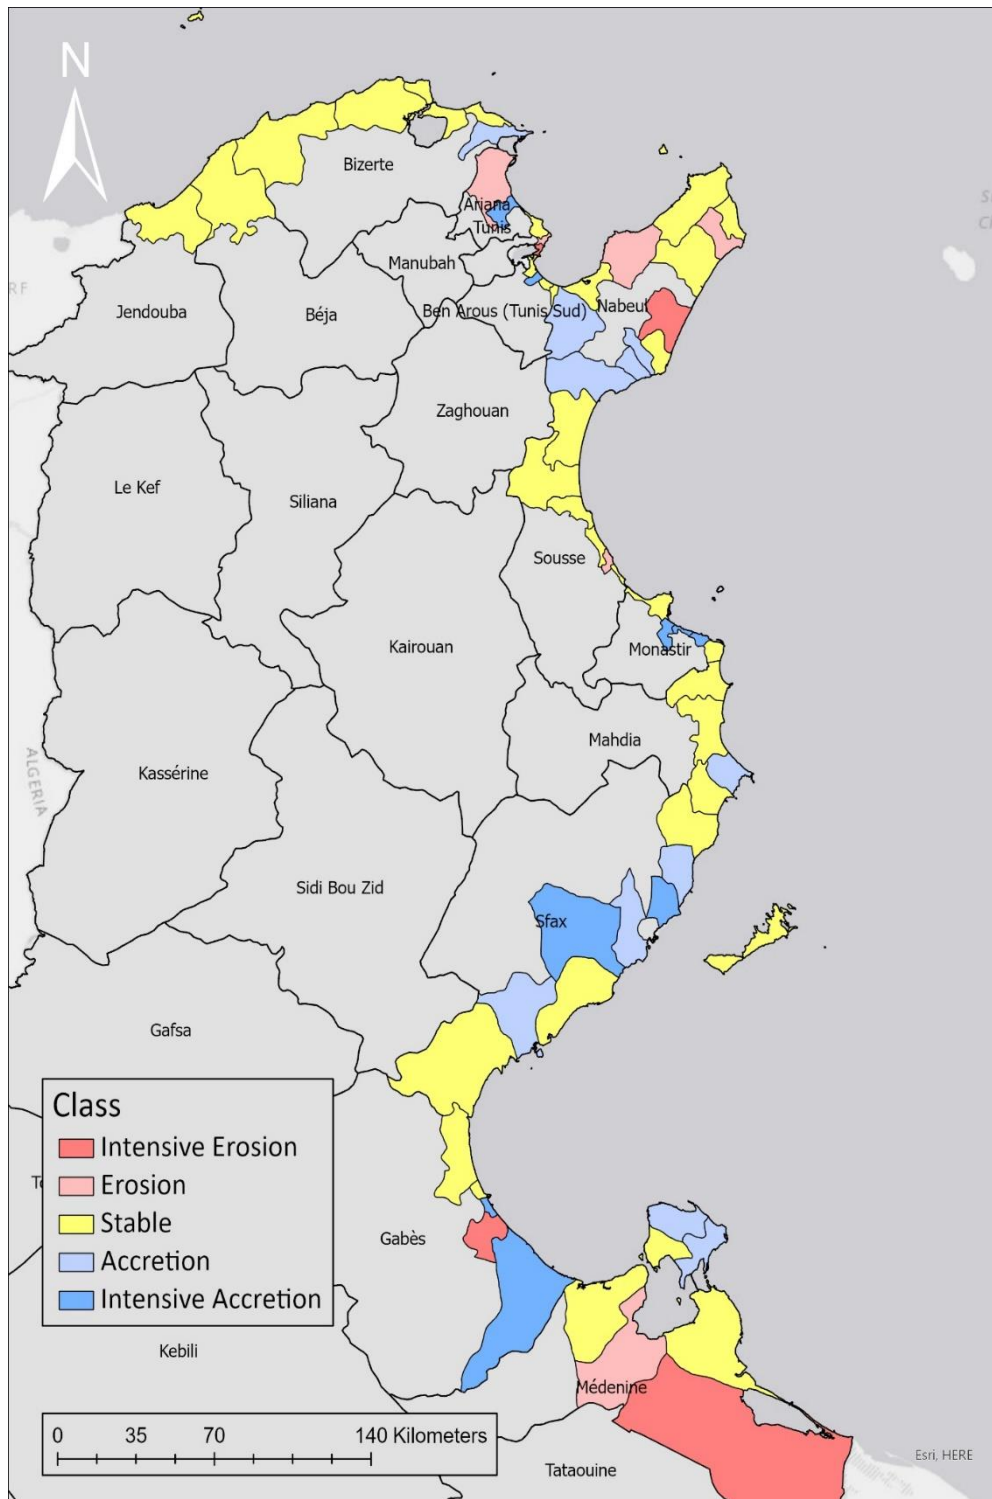 N
Bizerte
Ariana
Tunis
Manubah
Jendouba
Béja
Ben Arous (Tunis Sud)
Nabeul
Zaghouan
Le Kef
Siliana
Sousse
Kairouan
Monastir
Mahdia
Kassérine
ALGERIA
Sidi Bou Zid
Sfax
Gafsa
Class
Intensive Erosion
Erosion
Stable
Accretion
Intensive Accretion
Gabès
Kebili
Médenine
0 35 70 140 Kilometers
Tataouine
Esri, HERE